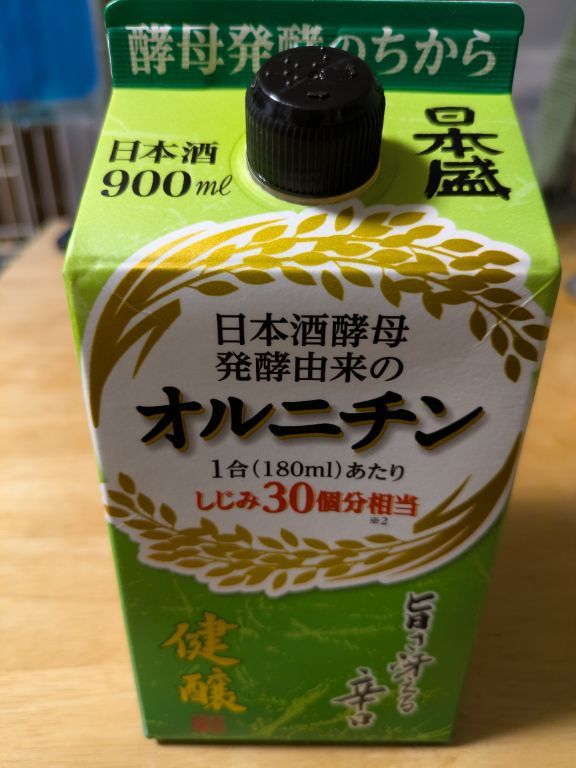 酵母発酵のちから
日本酒
900ml
日本盛
日本酒酵母
発酵由来の
オルニチン
1合(180ml)あたり
しじみ30個分相当
※2
健醸
旨さ冴える
辛口